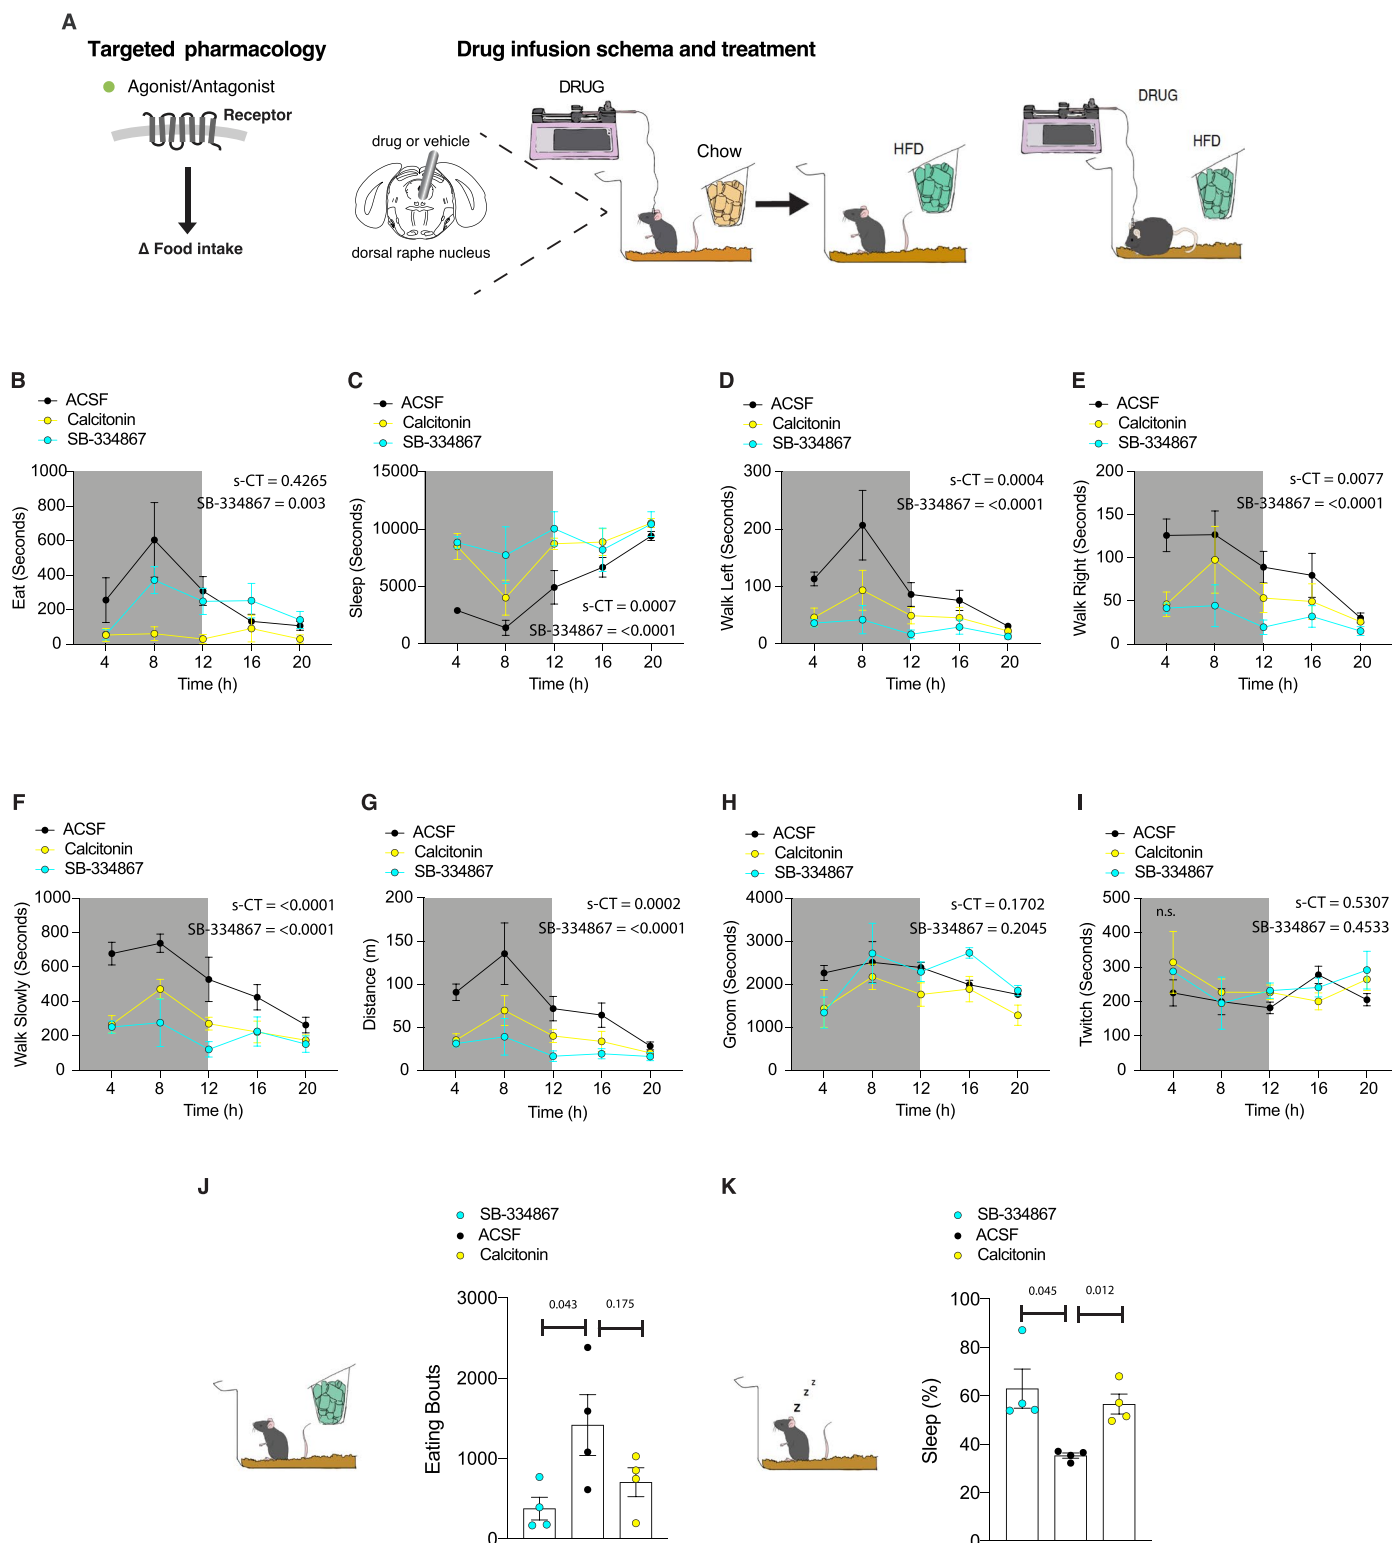 A
Targeted pharmacology
Drug infusion schema and treatment
Agonist/Antagonist
Receptor
Δ Food intake
drug or vehicle
dorsal raphe nucleus
DRUG
Chow
HFD
DRUG
HFD
B
ACSF
Calcitonin
SB-334867
s-CT = 0.4265
SB-334867 = 0.003
Eat (Seconds)
1000
800
600
400
200
0
4 8 12 16 20
Time (h)
C
ACSF
Calcitonin
SB-334867
Sleep (Seconds)
15000
10000
5000
0
s-CT = 0.0007
SB-334867 = <0.0001
4 8 12 16 20
Time (h)
D
ACSF
Calcitonin
SB-334867
s-CT = 0.0004
SB-334867 = <0.0001
Walk Left (Seconds)
300
200
100
0
4 8 12 16 20
Time (h)
E
ACSF
Calcitonin
SB-334867
s-CT = 0.0077
SB-334867 = <0.0001
Walk Right (Seconds)
200
150
100
50
0
4 8 12 16 20
Time (h)
F
ACSF
Calcitonin
SB-334867
s-CT = <0.0001
SB-334867 = <0.0001
Walk Slowly (Seconds)
1000
800
600
400
200
0
4 8 12 16 20
Time (h)
G
ACSF
Calcitonin
SB-334867
s-CT = 0.0002
SB-334867 = <0.0001
Distance (m)
200
150
100
50
0
4 8 12 16 20
Time (h)
H
ACSF
Calcitonin
SB-334867
s-CT = 0.1702
SB-334867 = 0.2045
Groom (Seconds)
4000
3000
2000
1000
0
4 8 12 16 20
Time (h)
I
ACSF
Calcitonin
SB-334867
n.s.
s-CT = 0.5307
SB-334867 = 0.4533
Twitch (Seconds)
500
400
300
200
100
0
4 8 12 16 20
Time (h)
J
SB-334867
ACSF
Calcitonin
0.043
0.175
Eating Bouts
3000
2000
1000
0
K
z z z
SB-334867
ACSF
Calcitonin
0.045
0.012
Sleep (%)
100
80
60
40
20
0